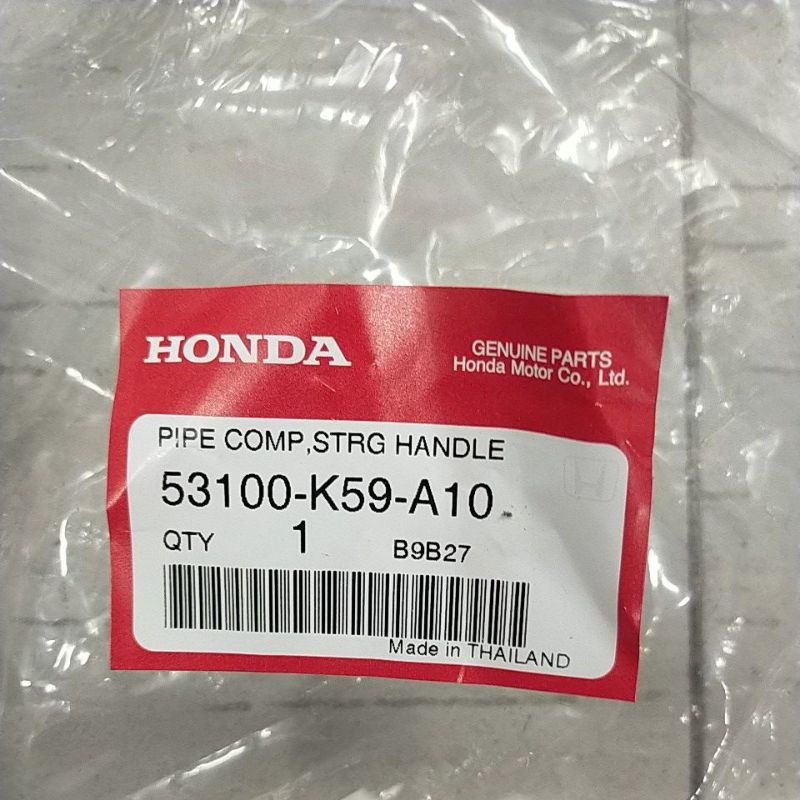 HONDA
GENUINE PARTS
Honda Motor Co., Ltd.
PIPE COMP,STRG HANDLE
53100-K59-A10
QTY 1 B9B27
Made in THAILAND